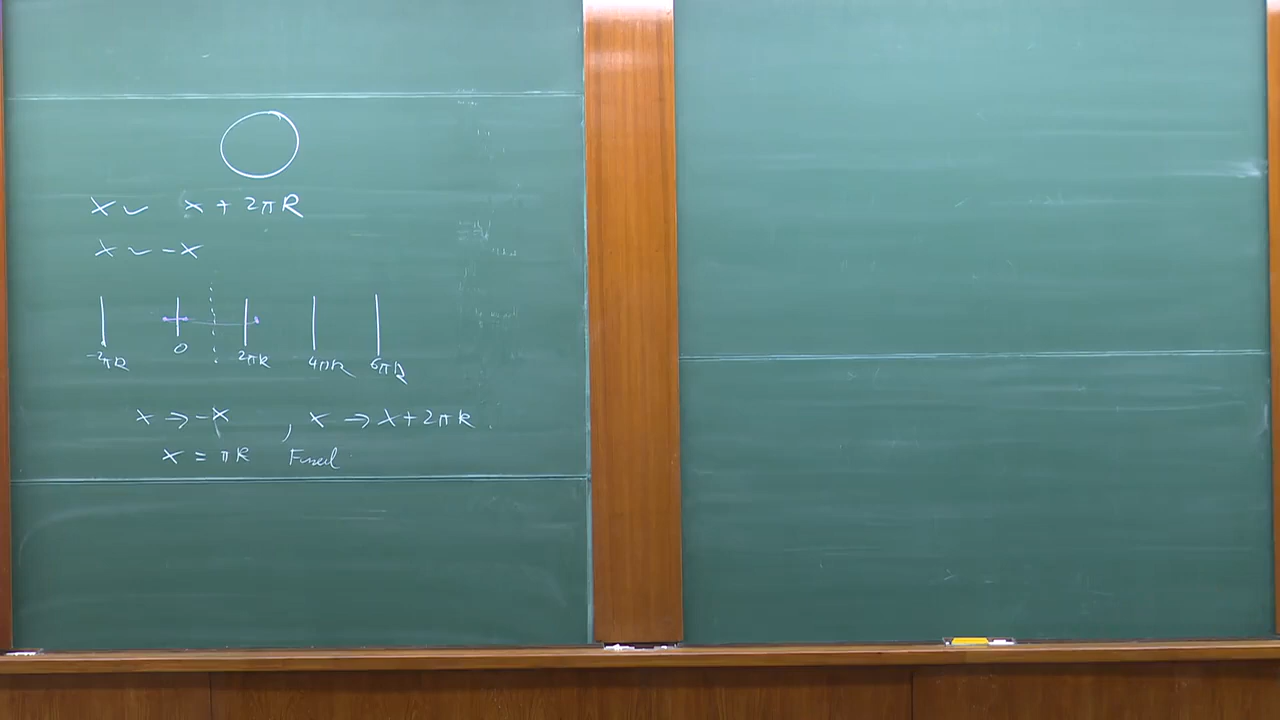 x ~ x + 2πR
x ~ -x
-2πR 0 2πR 4πR 6πR
x → -x , x → x + 2πR
x = πR Fixed